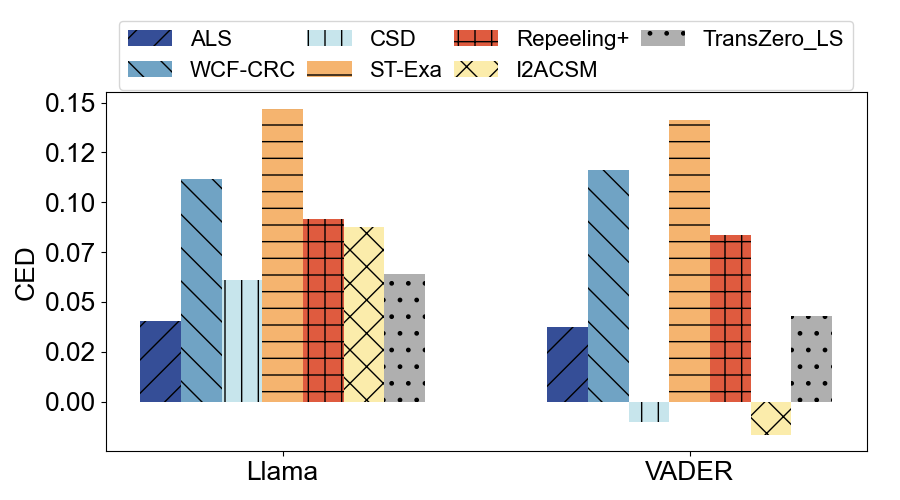 ALS CSD Repeeling+ TransZero_LS
WCF-CRC ST-Exa I2ACSM
CED
0.15
0.12
0.10
0.07
0.05
0.02
0.00
Llama VADER